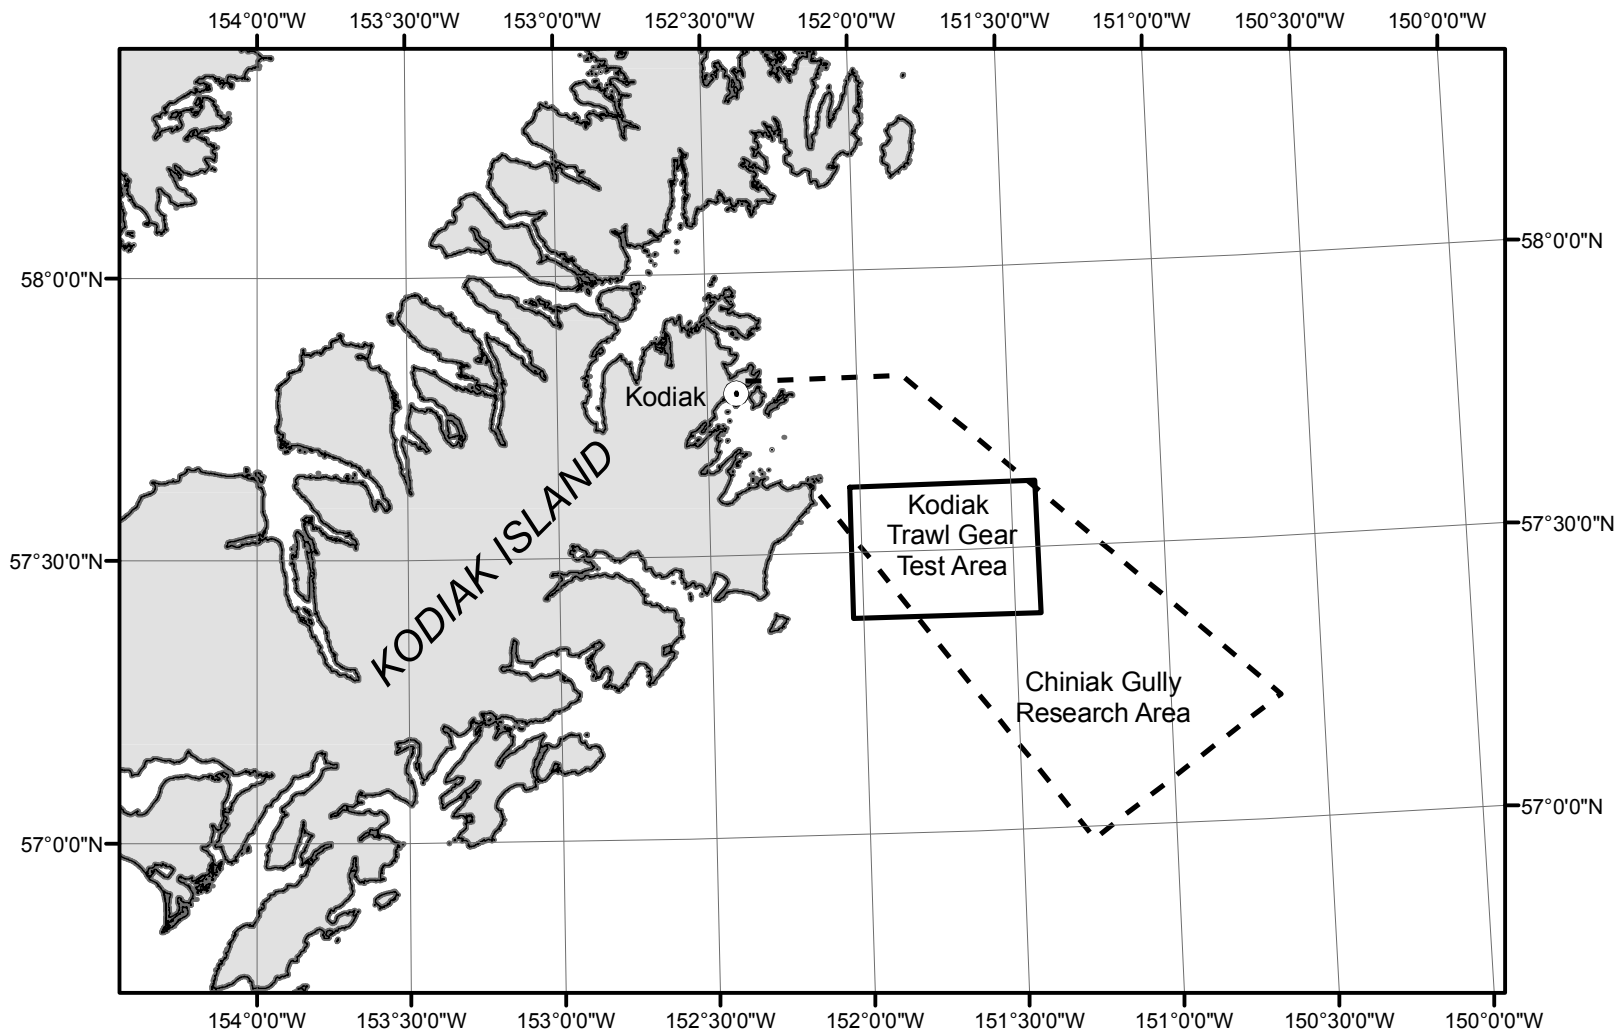 154°0'0"W 153°30'0"W 153°0'0"W 152°30'0"W 152°0'0"W 151°30'0"W 151°0'0"W 150°30'0"W 150°0'0"W
58°0'0"N
58°0'0"N
Kodiak
KODIAK ISLAND
Kodiak
Trawl Gear
Test Area
57°30'0"N
57°30'0"N
Chiniak Gully
Research Area
57°0'0"N
57°0'0"N
154°0'0"W 153°30'0"W 153°0'0"W 152°30'0"W 152°0'0"W 151°30'0"W 151°0'0"W 150°30'0"W 150°0'0"W